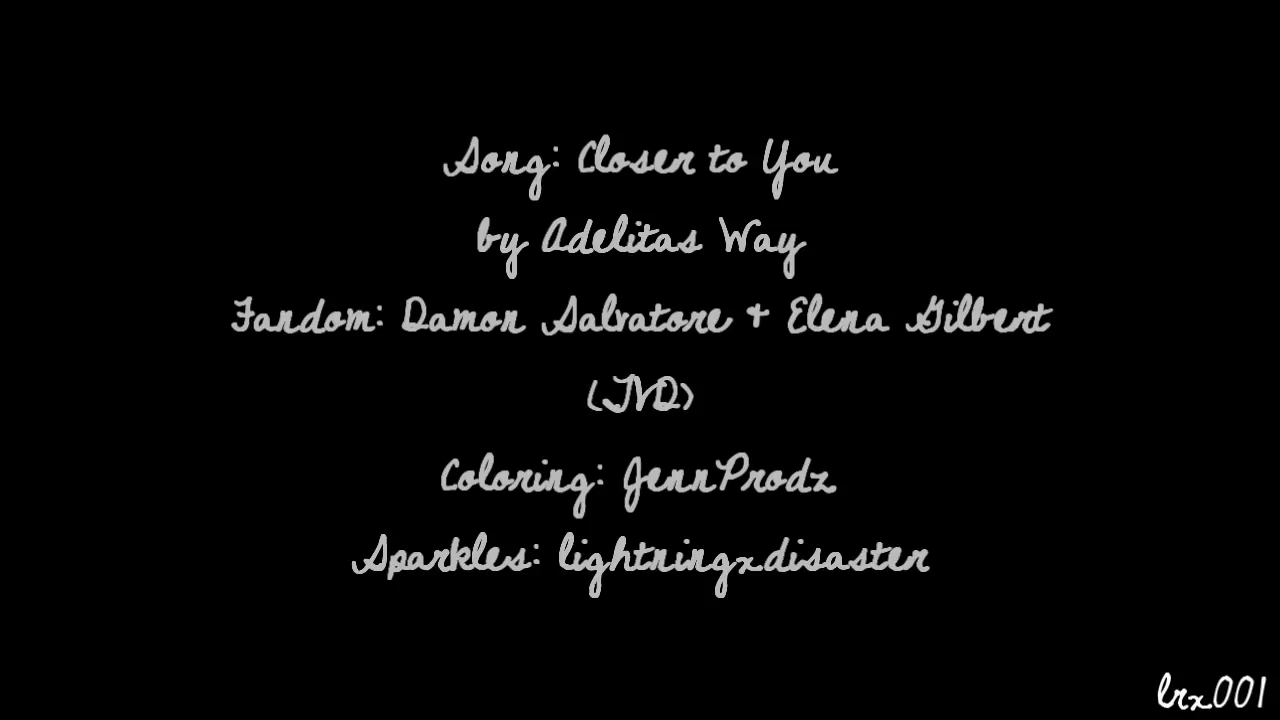 Song: Closer to You
by Adelitas Way
Fandom: Damon Salvatore + Elena Gilbert
(TVD)
Coloring: JennProdz
Sparkles: lightningxdisaster
lrx001